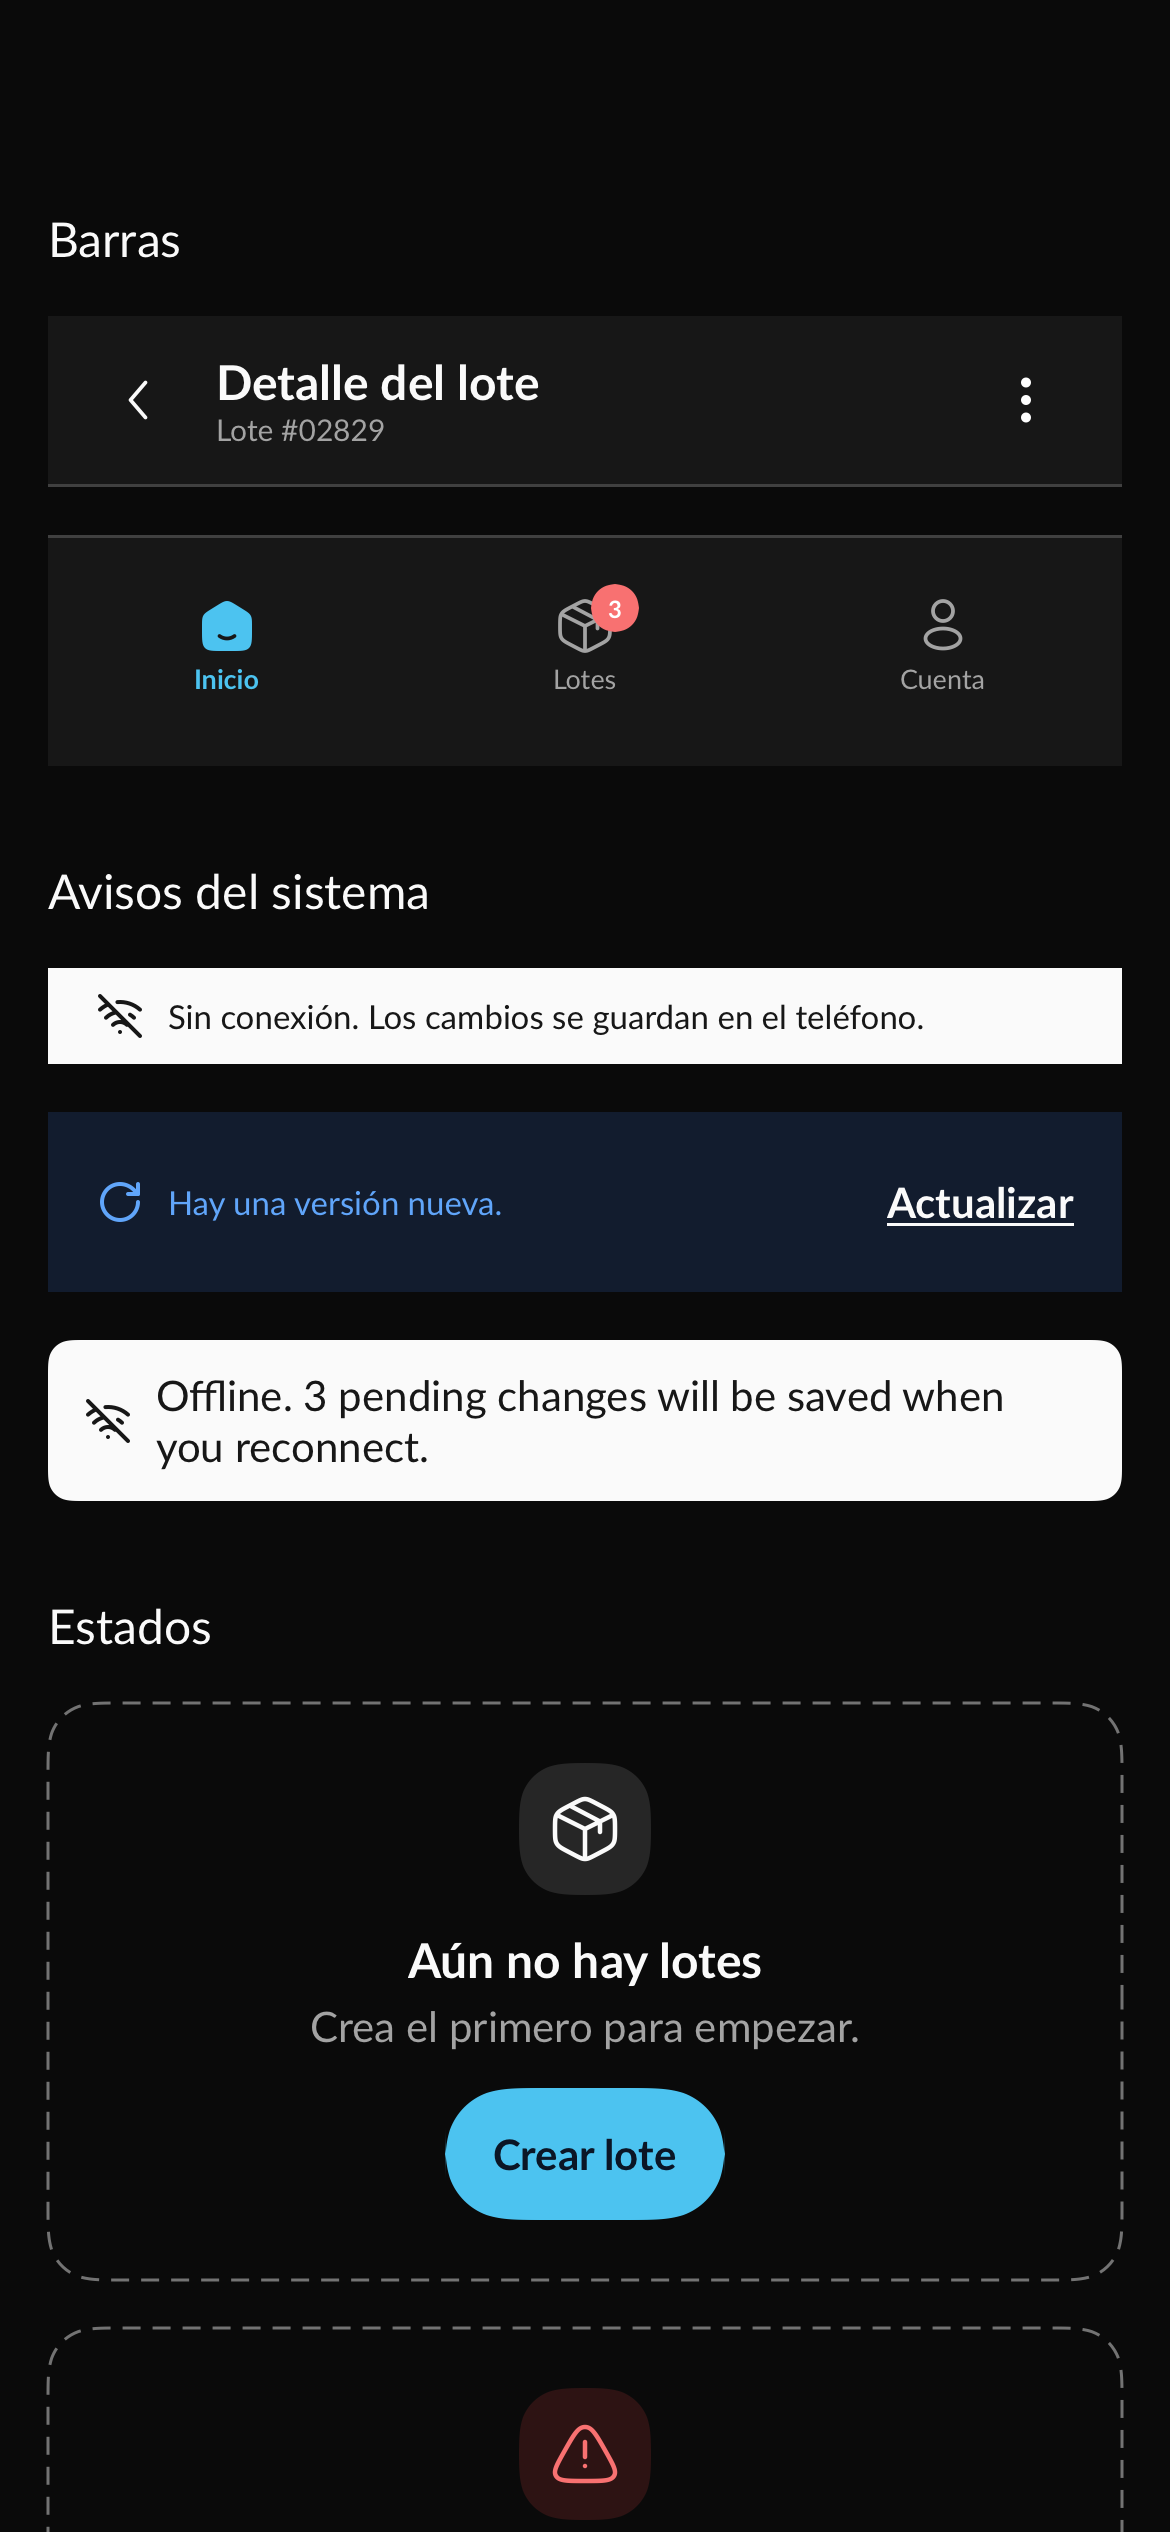 Barras
Detalle del lote
Lote #02829
3
Inicio
Lotes
Cuenta
Avisos del sistema
Sin conexión. Los cambios se guardan en el teléfono.
Hay una versión nueva.
Actualizar
Offline. 3 pending changes will be saved when
you reconnect.
Estados
Aún no hay lotes
Crea el primero para empezar.
Crear lote